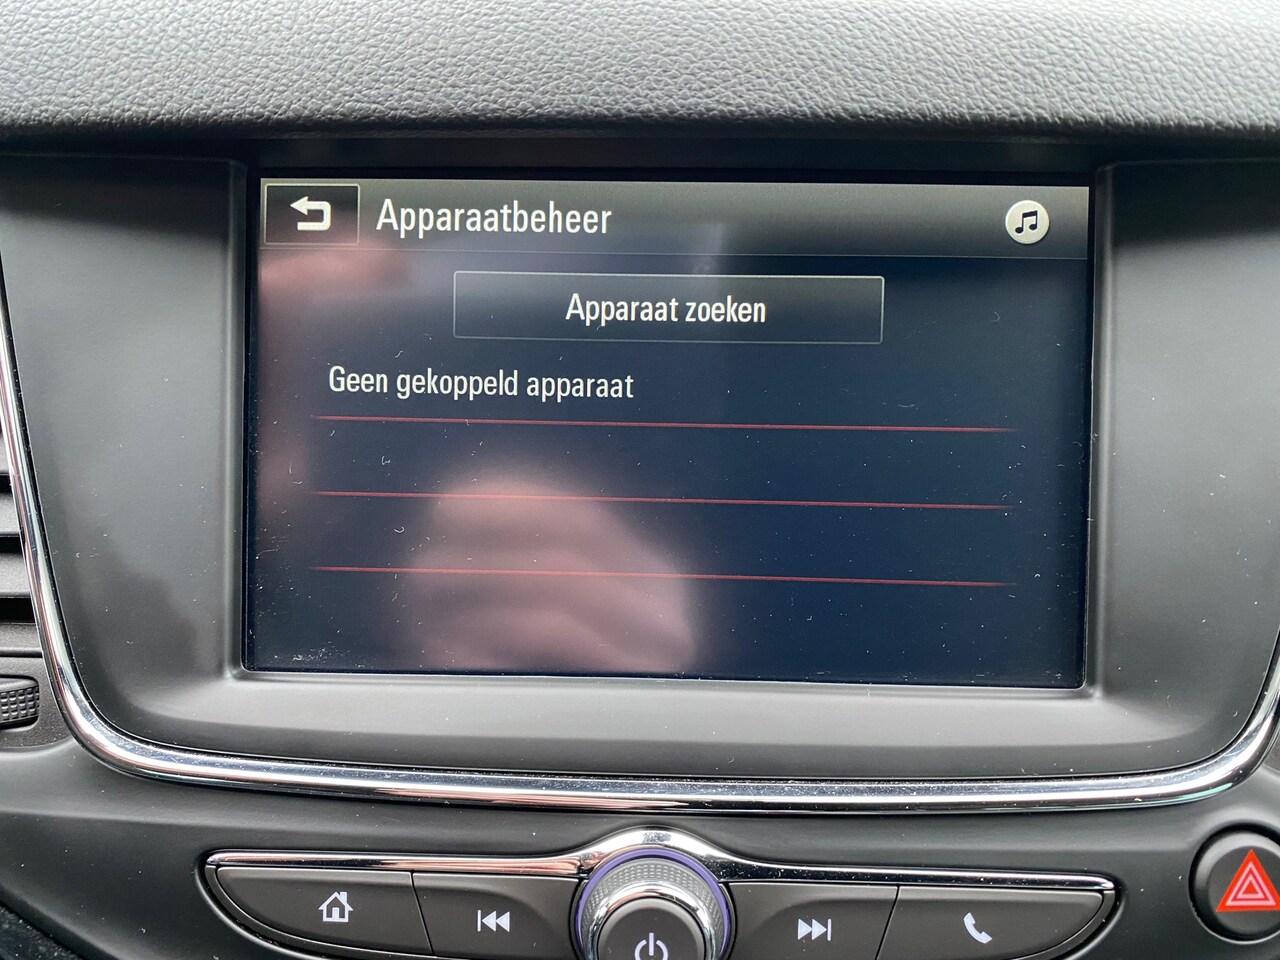 Apparaatbeheer
Apparaat zoeken
Geen gekoppeld apparaat